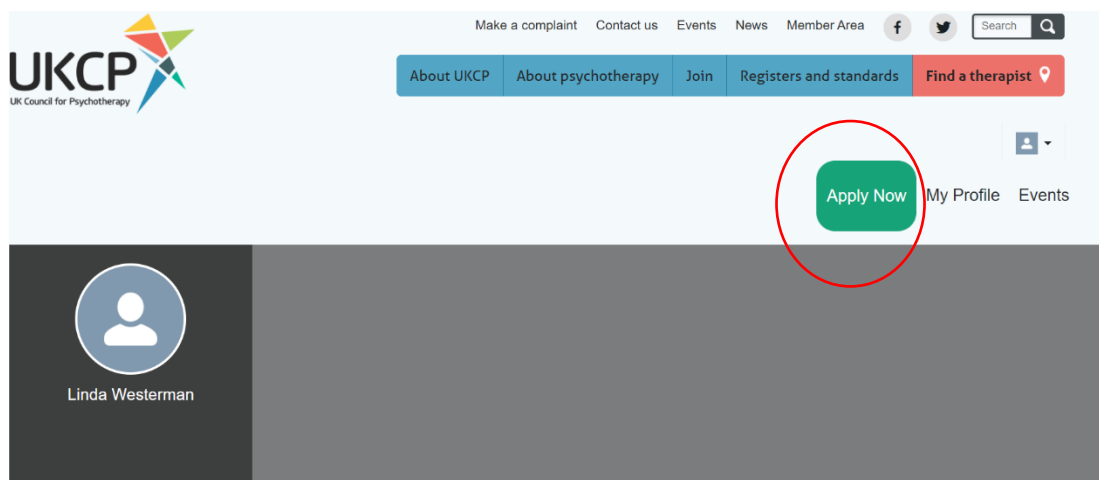 Make a complaint Contact us Events News Member Area f Search
UKCP
UK Council for Psychotherapy
About UKCP About psychotherapy Join Registers and standards Find a therapist
Apply Now My Profile Events
Linda Westerman